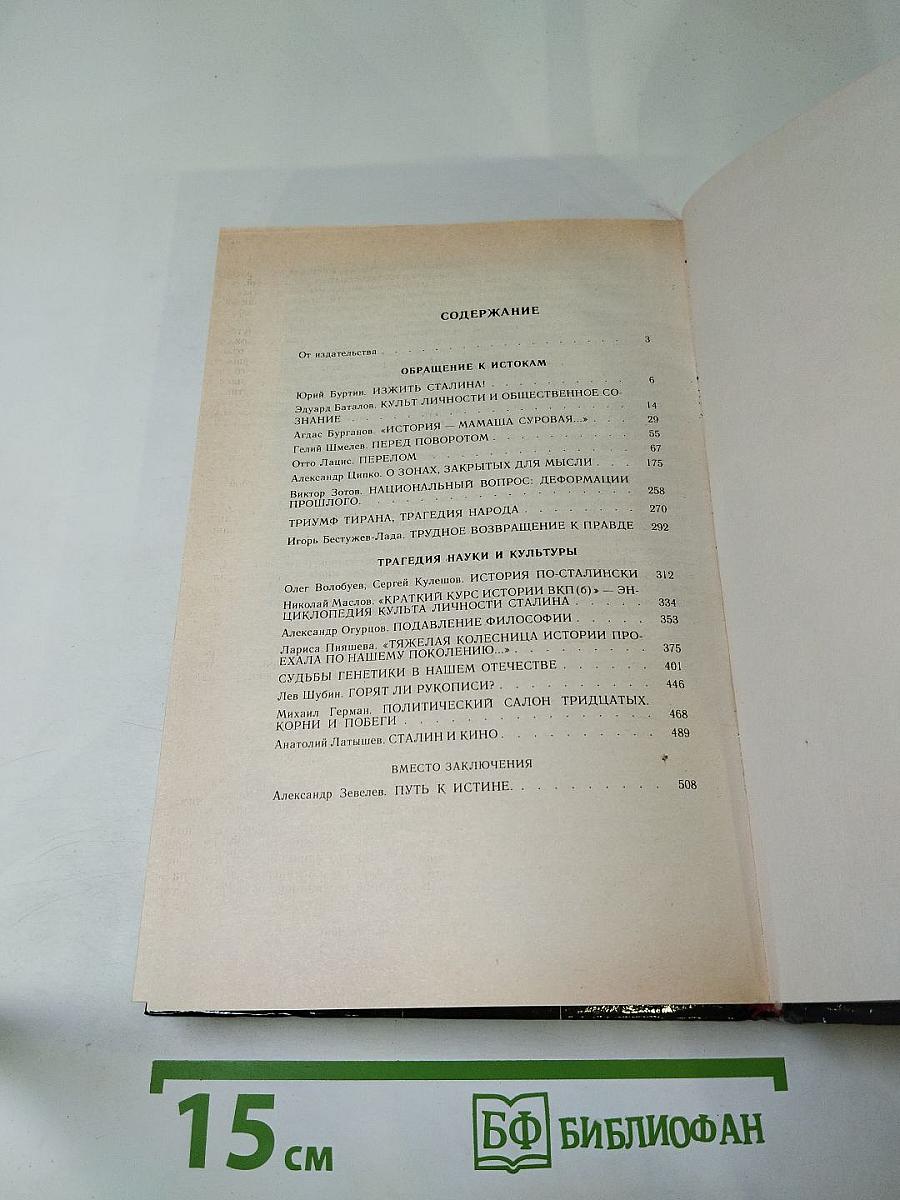 СОДЕРЖАНИЕ
От издательства . . . . . . . . . . . . . . . . . . 3
ОБРАЩЕНИЕ К ИСТОКАМ
Юрий Буртин. ИЗЖИТЬ СТАЛИНА! . . . . . . . . . 6
Эдуард Баталов. КУЛЬТ ЛИЧНОСТИ И ОБЩЕСТВЕННОЕ СО-
ЗНАНИЕ . . . . . . . . . . . . . . . . . . . 14
Агдас Бурганов. «ИСТОРИЯ — МАМАША СУРОВАЯ...» . . . 29
Гелий Шмелев. ПЕРЕД ПОВОРОТОМ . . . . . . . . . 55
Отто Лацис. ПЕРЕЛОМ . . . . . . . . . . . . . . 67
Александр Ципко. О ЗОНАХ, ЗАКРЫТЫХ ДЛЯ МЫСЛИ . . . 175
Виктор Зотов. НАЦИОНАЛЬНЫЙ ВОПРОС: ДЕФОРМАЦИИ
ПРОШЛОГО. . . . . . . . . . . . . . . . . . 258
ТРИУМФ ТИРАНА, ТРАГЕДИЯ НАРОДА . . . . . . . . 270
Игорь Бестужев-Лада. ТРУДНОЕ ВОЗВРАЩЕНИЕ К ПРАВДЕ 292
ТРАГЕДИЯ НАУКИ И КУЛЬТУРЫ
Олег Волобуев, Сергей Кулешов. ИСТОРИЯ ПО-СТАЛИНСКИ 312
Николай Маслов. «КРАТКИЙ КУРС ИСТОРИИ ВКП(б)» — ЭН-
ЦИКЛОПЕДИЯ КУЛЬТА ЛИЧНОСТИ СТАЛИНА . . . . . . 334
Александр Огурцов. ПОДАВЛЕНИЕ ФИЛОСОФИИ . . . . . 353
Лариса Пияшева. «ТЯЖЕЛАЯ КОЛЕСНИЦА ИСТОРИИ ПРО-
ЕХАЛА ПО НАШЕМУ ПОКОЛЕНИЮ...» . . . . . . . . . 375
СУДЬБЫ ГЕНЕТИКИ В НАШЕМ ОТЕЧЕСТВЕ . . . . . . . 401
Лев Шубин. ГОРЯТ ЛИ РУКОПИСИ? . . . . . . . . . 446
Михаил Герман. ПОЛИТИЧЕСКИЙ САЛОН ТРИДЦАТЫХ.
КОРНИ И ПОБЕГИ . . . . . . . . . . . . . . . 468
Анатолий Латышев. СТАЛИН И КИНО . . . . . . . . . 489
ВМЕСТО ЗАКЛЮЧЕНИЯ
Александр Зевелев. ПУТЬ К ИСТИНЕ. . . . . . . . . . 508
15 см
БФ БИБЛИОФАН